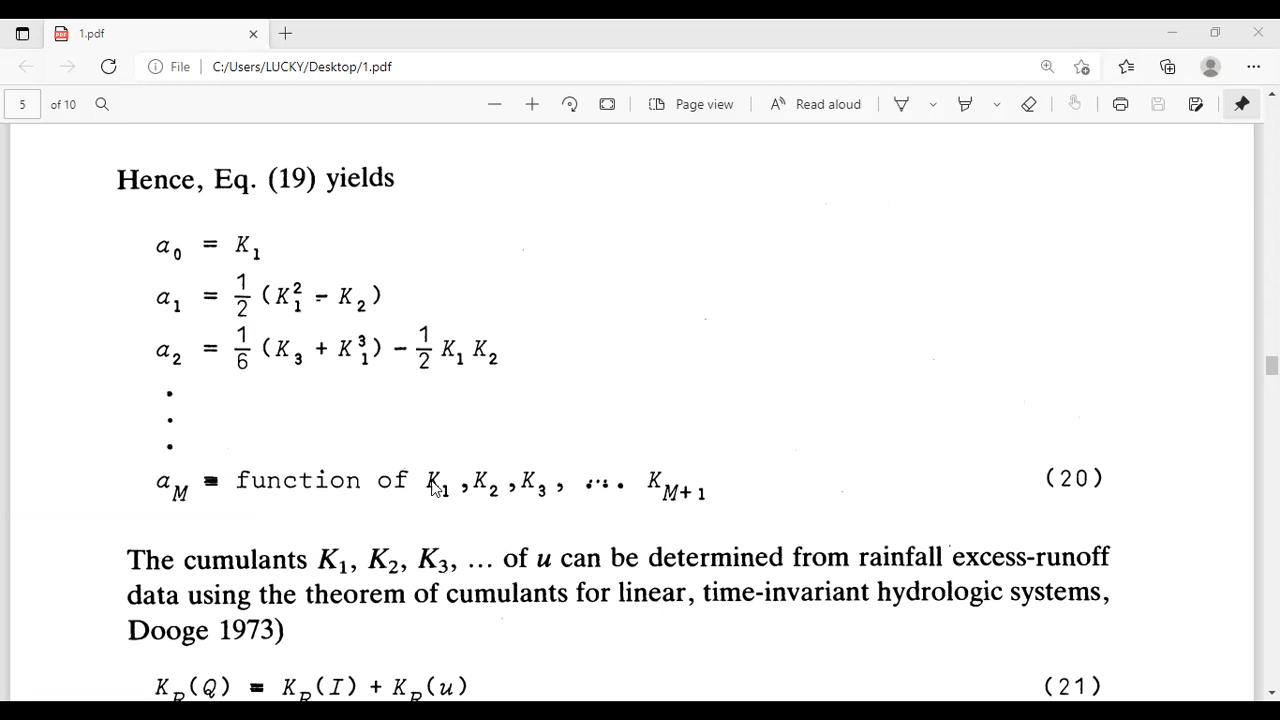 1.pdf
File C:/Users/LUCKY/Desktop/1.pdf
5 of 10 Page view Read aloud
Hence, Eq. (19) yields
a₀ = K₁
a₁ = 1/2 (K₁² - K₂)
a₂ = 1/6 (K₃ + K₁³) - 1/2 K₁ K₂
.
.
.
a_M = function of K₁, K₂, K₃, .... K_M+1 (20)
The cumulants K₁, K₂, K₃, ... of u can be determined from rainfall excess-runoff
data using the theorem of cumulants for linear, time-invariant hydrologic systems,
Dooge 1973)
K_R(Q) = K_R(I) + K_R(u) (21)